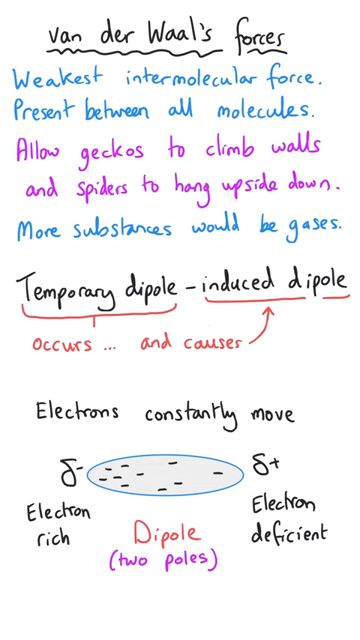 van der Waal's forces
Weakest intermolecular force.
Present between all molecules.
Allow geckos to climb walls
and spiders to hang upside down.
More substances would be gases.
Temporary dipole - induced dipole
occurs ... and causes
Electrons constantly move
δ- δ+
Electron rich
Electron deficient
Dipole
(two poles)